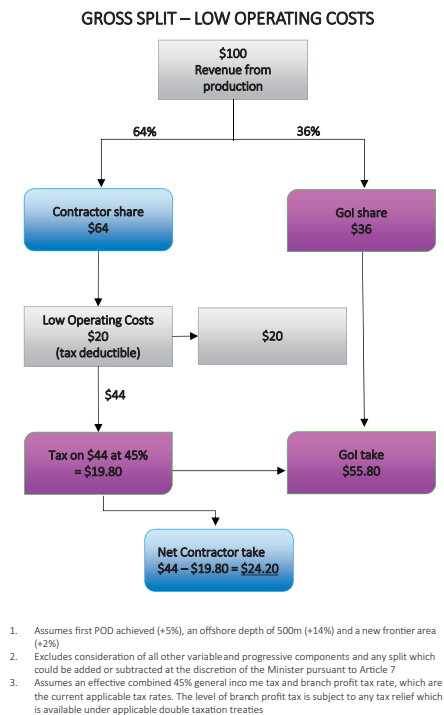 GROSS SPLIT – LOW OPERATING COSTS
$100
Revenue from
production
64%
36%
Contractor share
$64
GoI share
$36
Low Operating Costs
$20
(tax deductible)
$20
$44
Tax on $44 at 45%
= $19.80
GoI take
$55.80
Net Contractor take
$44 – $19.80 = $24.20
1. Assumes first POD achieved (+5%), an offshore depth of 500m (+14%) and a new frontier area
(+2%)
2. Excludes consideration of all other variable and progressive components and any split which
could be added or subtracted at the discretion of the Minister pursuant to Article 7
3. Assumes an effective combined 45% general inco me tax and branch profit tax rate, which are
the current applicable tax rates. The level of branch profit tax is subject to any tax relief which
is available under applicable double taxation treaties